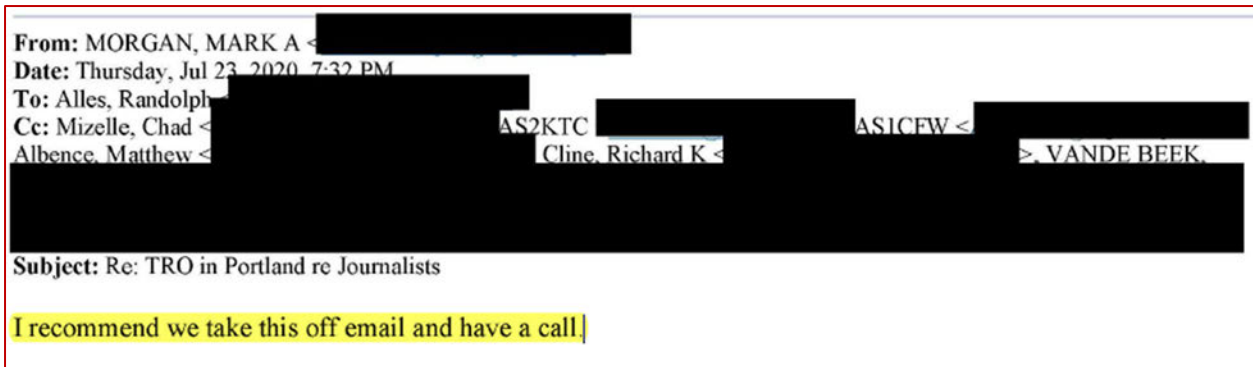 From: MORGAN, MARK A <
Date: Thursday, Jul 23, 2020 7:32 PM
To: Alles, Randolph <
Cc: Mizelle, Chad < AS2KTC AS1CFW <
Albence, Matthew < Cline, Richard K < >, VANDE BEEK,
Subject: Re: TRO in Portland re Journalists
I recommend we take this off email and have a call.